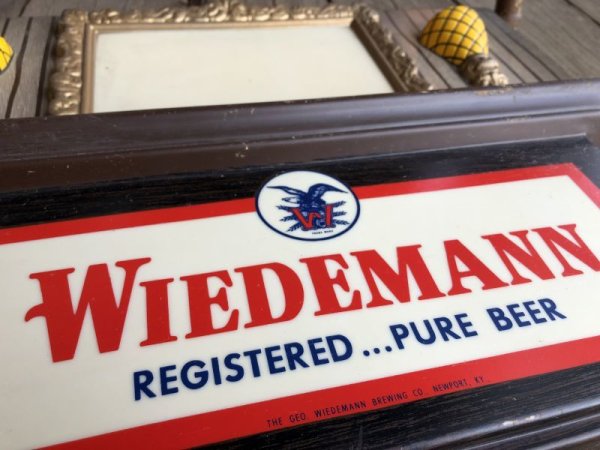 W
TRADE MARK
WIEDEMANN
REGISTERED...PURE BEER
THE GEO. WIEDEMANN BREWING CO. NEWPORT, KY.